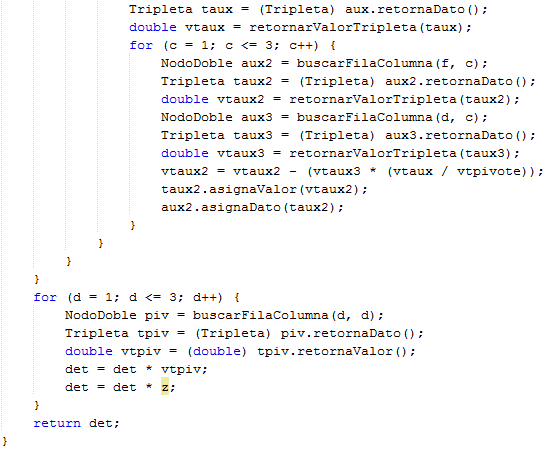 Tripleta taux = (Tripleta) aux.retornaDato();
double vtaux = retornarValorTripleta(taux);
for (c = 1; c <= 3; c++) {
NodoDoble aux2 = buscarFilaColumna(f, c);
Tripleta taux2 = (Tripleta) aux2.retornaDato();
double vtaux2 = retornarValorTripleta(taux2);
NodoDoble aux3 = buscarFilaColumna(d, c);
Tripleta taux3 = (Tripleta) aux3.retornaDato();
double vtaux3 = retornarValorTripleta(taux3);
vtaux2 = vtaux2 - (vtaux3 * (vtaux / vtpivote));
taux2.asignaValor(vtaux2);
aux2.asignaDato(taux2);
}
}
}
}
for (d = 1; d <= 3; d++) {
NodoDoble piv = buscarFilaColumna(d, d);
Tripleta tpiv = (Tripleta) piv.retornaDato();
double vtpiv = (double) tpiv.retornaValor();
det = det * vtpiv;
det = det * z;
}
return det;
}